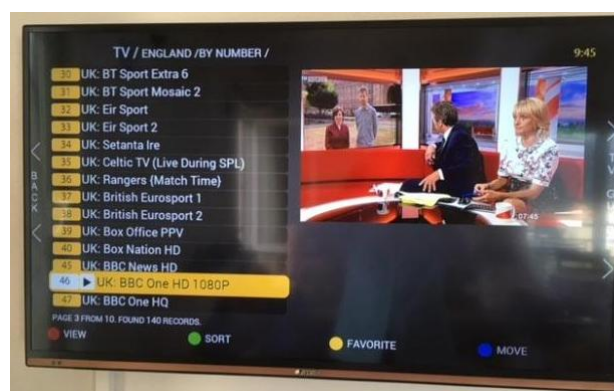 TV / ENGLAND /BY NUMBER /
9:45
30 UK: BT Sport Extra 6
31 UK: BT Sport Mosaic 2
32 UK: Eir Sport
33 UK: Eir Sport 2
34 UK: Setanta Ire
35 UK: Celtic TV (Live During SPL)
36 UK: Rangers {Match Time}
37 UK: British Eurosport 1
38 UK: British Eurosport 2
39 UK: Box Office PPV
40 UK: Box Nation HD
45 UK: BBC News HD
46 UK: BBC One HD 1080P
47 UK: BBC One HQ
BACK
07:45
PAGE 3 FROM 10. FOUND 140 RECORDS.
VIEW
SORT
FAVORITE
MOVE